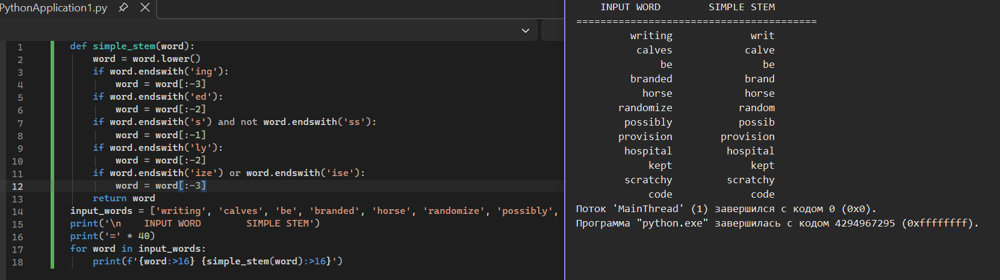 PythonApplication1.py
1 def simple_stem(word):
2 word = word.lower()
3 if word.endswith('ing'):
4 word = word[:-3]
5 if word.endswith('ed'):
6 word = word[:-2]
7 if word.endswith('s') and not word.endswith('ss'):
8 word = word[:-1]
9 if word.endswith('ly'):
10 word = word[:-2]
11 if word.endswith('ize') or word.endswith('ise'):
12 word = word[:-3]
13 return word
14 input_words = ['writing', 'calves', 'be', 'branded', 'horse', 'randomize', 'possibly',
15 print('\n    INPUT WORD        SIMPLE STEM')
16 print('=' * 40)
17 for word in input_words:
18 print(f'{word:>16} {simple_stem(word):>16}')
INPUT WORD SIMPLE STEM
========================================
writing writ
calves calve
be be
branded brand
horse horse
randomize random
possibly possib
provision provision
hospital hospital
kept kept
scratchy scratchy
code code
Поток 'MainThread' (1) завершился с кодом 0 (0x0).
Программа "python.exe" завершилась с кодом 4294967295 (0xffffffff).